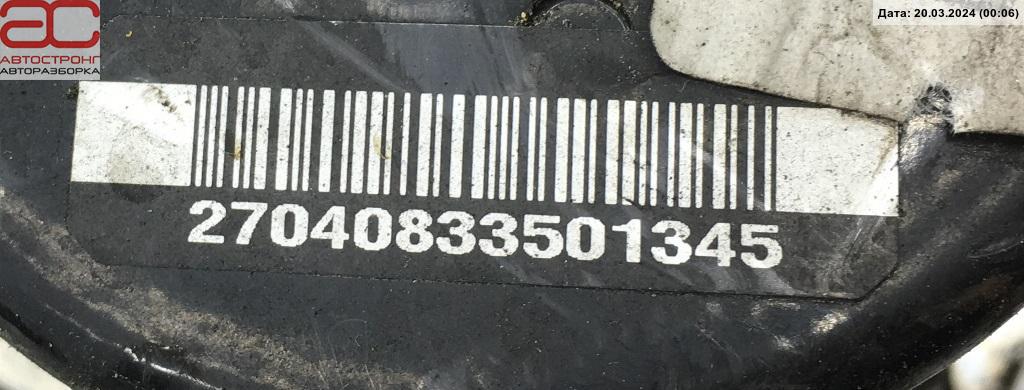 АС
АВТОСТРОНГ
АВТОРАЗБОРКА
Дата: 20.03.2024 (00:06)
27040833501345